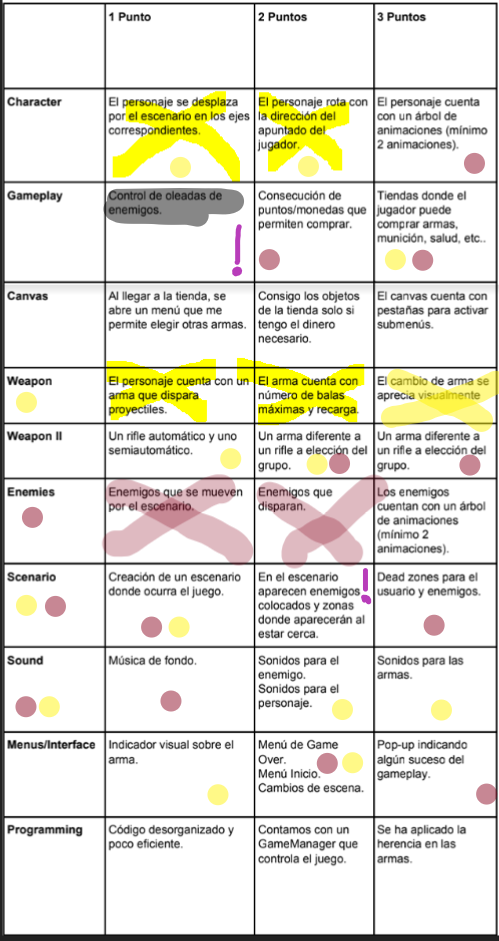 1 Punto
2 Puntos
3 Puntos
Character
El personaje se desplaza
por el escenario en los ejes
correspondientes.
El personaje rota con
la dirección del
apuntado del
jugador.
El personaje cuenta
con un árbol de
animaciones (mínimo
2 animaciones).
Gameplay
Control de oleadas de
enemigos.
!
Consecución de
puntos/monedas que
permiten comprar.
Tiendas donde el
jugador puede
comprar armas,
munición, salud, etc..
Canvas
Al llegar a la tienda, se
abre un menú que me
permite elegir otras armas.
Consigo los objetos
de la tienda solo si
tengo el dinero
necesario.
El canvas cuenta con
pestañas para activar
submenús.
Weapon
El personaje cuenta con un
arma que dispara
proyectiles.
El arma cuenta con
número de balas
máximas y recarga.
El cambio de arma se
aprecia visualmente
Weapon II
Un rifle automático y uno
semiautomático.
Un arma diferente a
un rifle a elección del
grupo.
Un arma diferente a
un rifle a elección del
grupo.
Enemies
Enemigos que se mueven
por el escenario.
Enemigos que
disparan.
Los enemigos
cuentan con un árbol
de animaciones
(mínimo 2
animaciones).
Scenario
Creación de un escenario
donde ocurra el juego.
En el escenario
aparecen enemigos
colocados y zonas
donde aparecerán al
estar cerca.
!
Dead zones para el
usuario y enemigos.
Sound
Música de fondo.
Sonidos para el
enemigo.
Sonidos para el
personaje.
Sonidos para las
armas.
Menus/Interface
Indicador visual sobre el
arma.
Menú de Game
Over.
Menú Inicio.
Cambios de escena.
Pop-up indicando
algún suceso del
gameplay.
Programming
Código desorganizado y
poco eficiente.
Contamos con un
GameManager que
controla el juego.
Se ha aplicado la
herencia en las
armas.